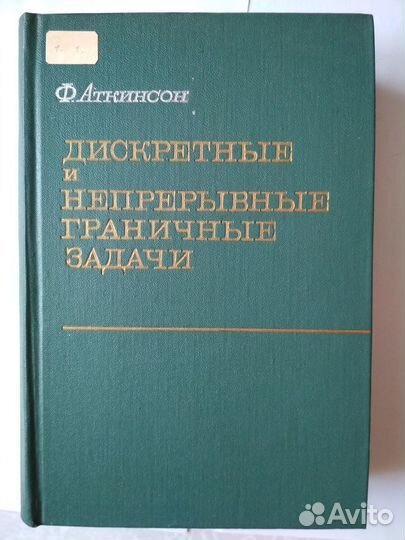 Ф. Аткинсон
Дискретные
и
непрерывные
граничные
задачи
Avito